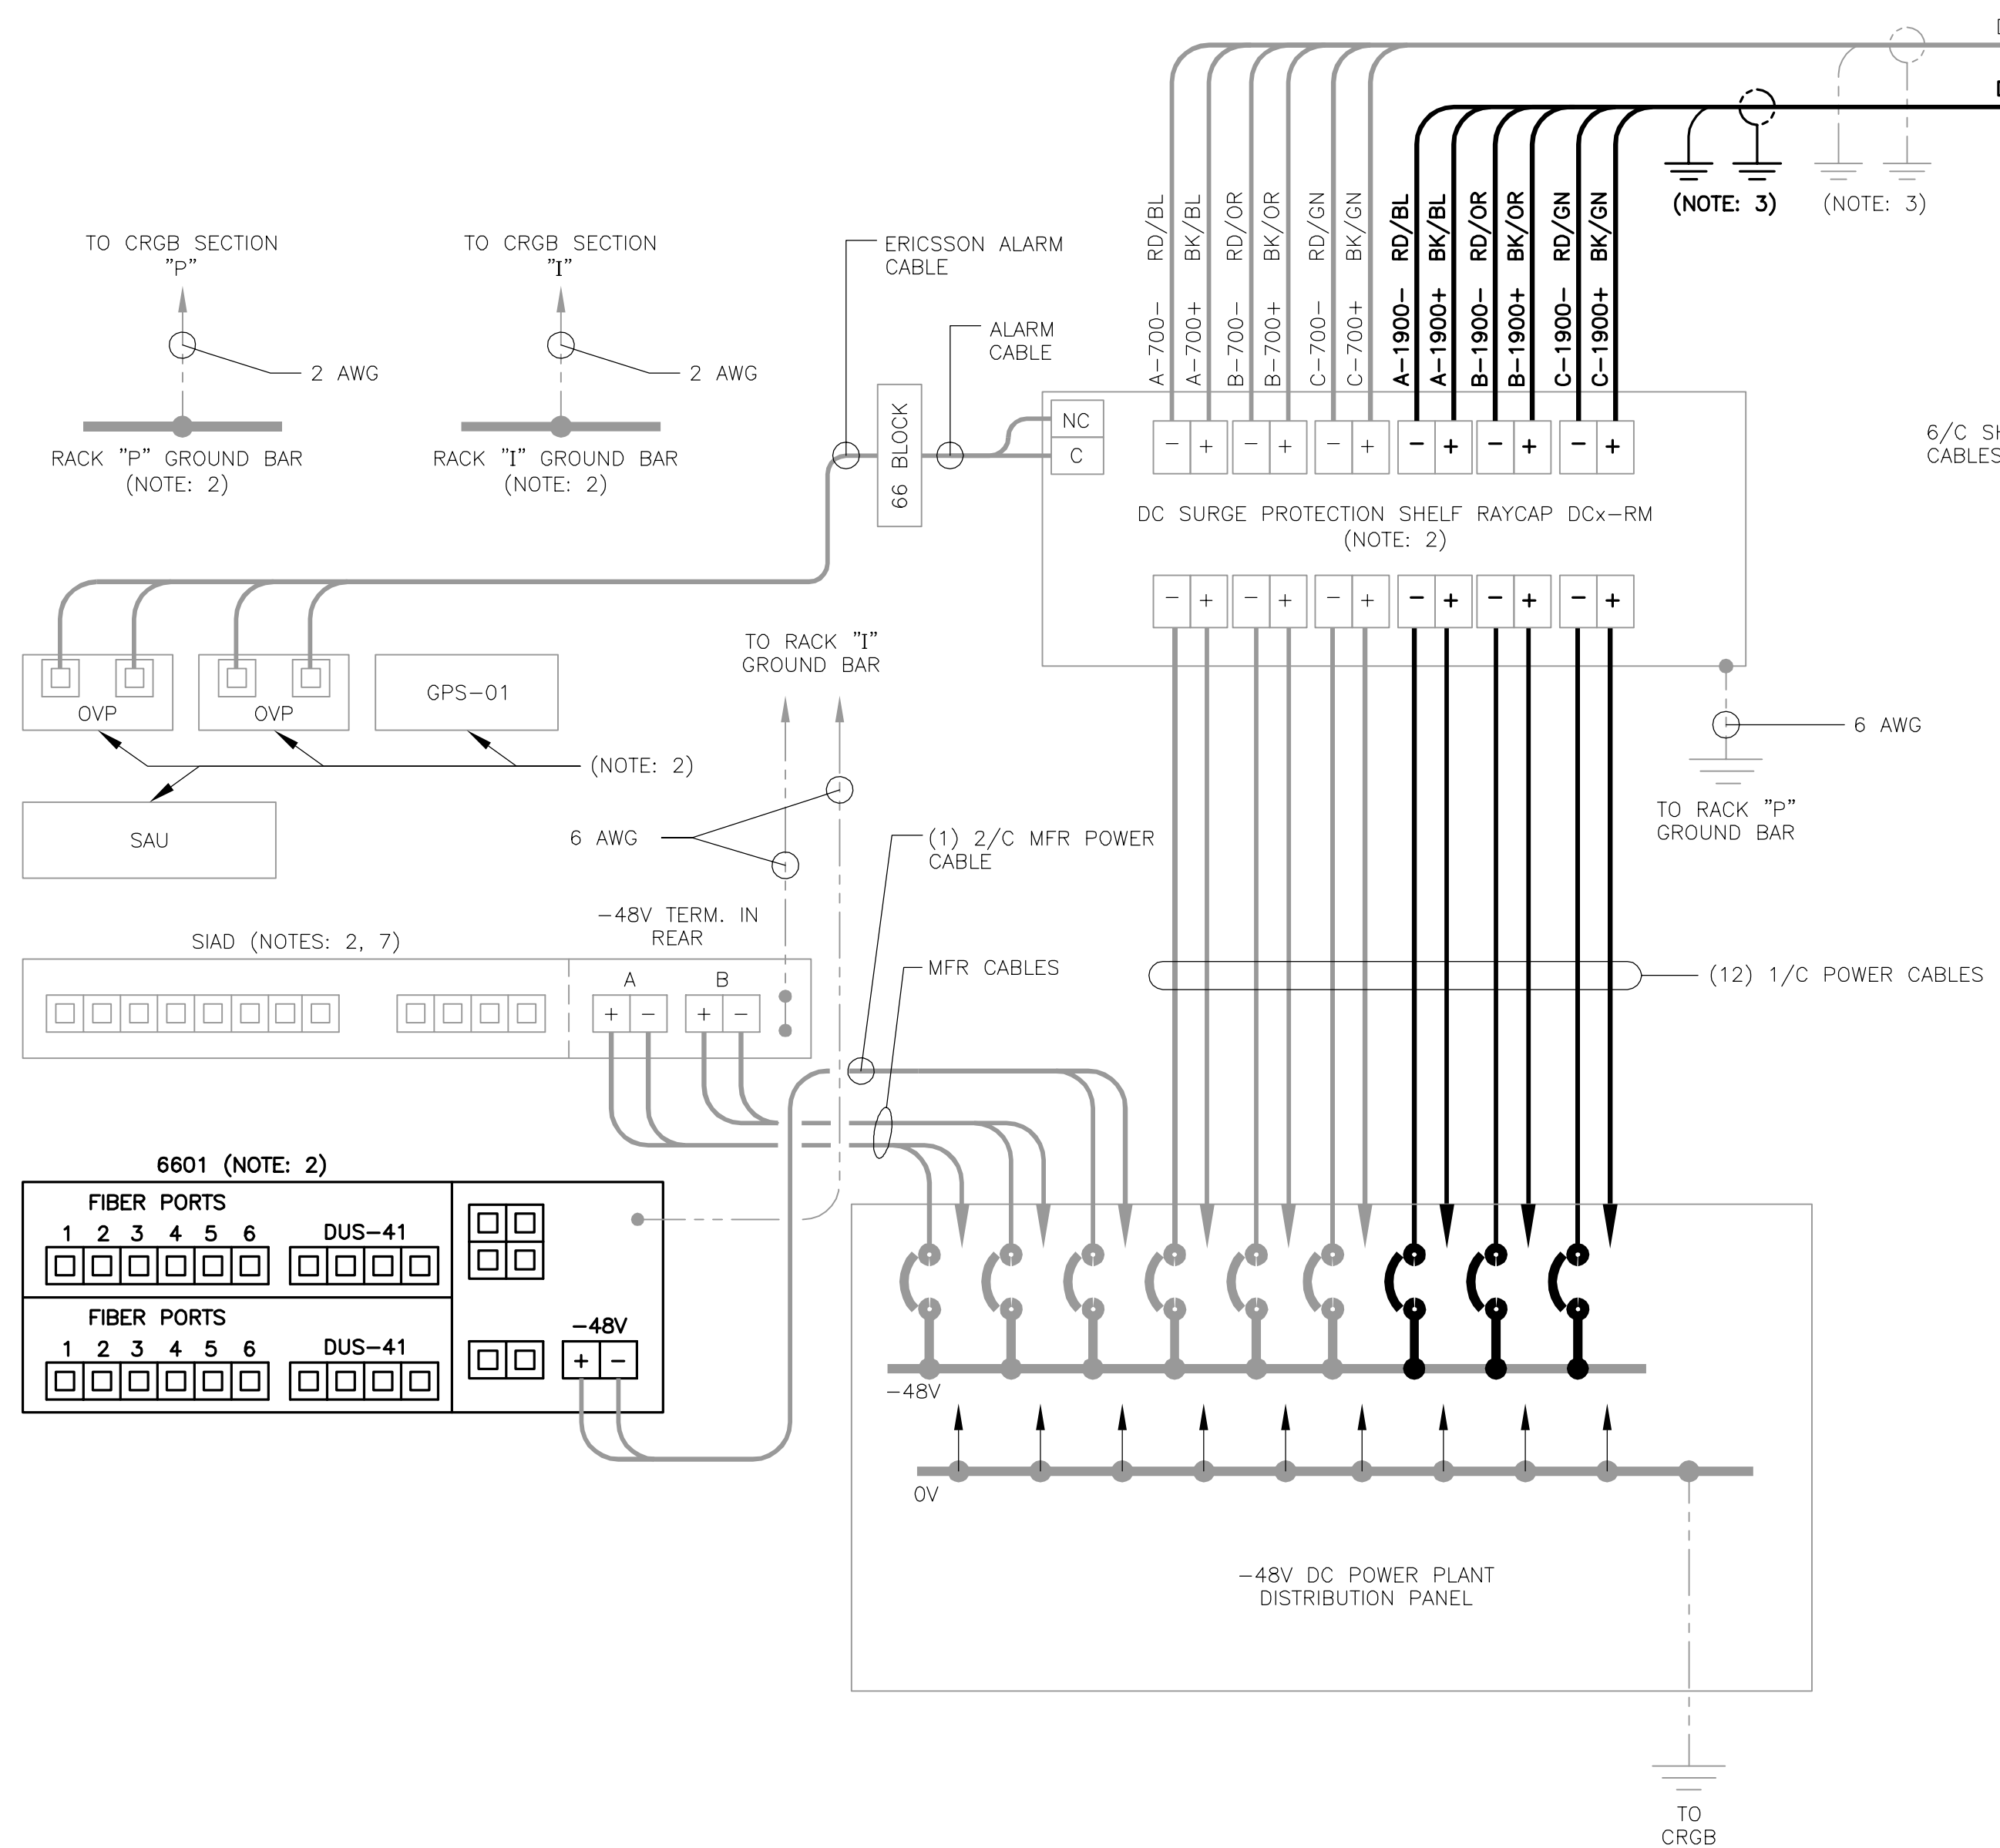 (NOTE: 3)
(NOTE: 3)
TO CRGB SECTION
"P"
2 AWG
RACK "P" GROUND BAR
(NOTE: 2)
TO CRGB SECTION
"I"
2 AWG
RACK "I" GROUND BAR
(NOTE: 2)
ERICSSON ALARM
CABLE
ALARM
CABLE
66 BLOCK
A-700- RD/BL
A-700+ BK/BL
B-700- RD/OR
B-700+ BK/OR
C-700- RD/GN
C-700+ BK/GN
A-1900- RD/BL
A-1900+ BK/BL
B-1900- RD/OR
B-1900+ BK/OR
C-1900- RD/GN
C-1900+ BK/GN
NC
C
- + - + - + - + - + - +
DC SURGE PROTECTION SHELF RAYCAP DCx-RM
(NOTE: 2)
- + - + - + - + - + - +
6/C
CABLES
6 AWG
TO RACK "P"
GROUND BAR
OVP
OVP
GPS-01
(NOTE: 2)
SAU
TO RACK "I"
GROUND BAR
6 AWG
(1) 2/C MFR POWER
CABLE
MFR CABLES
(12) 1/C POWER CABLES
SIAD (NOTES: 2, 7)
-48V TERM. IN
REAR
A B
+ - + -
6601 (NOTE: 2)
FIBER PORTS
1 2 3 4 5 6 DUS-41
FIBER PORTS
1 2 3 4 5 6 DUS-41
-48V
+ -
-48V
0V
-48V DC POWER PLANT
DISTRIBUTION PANEL
TO
CRGB